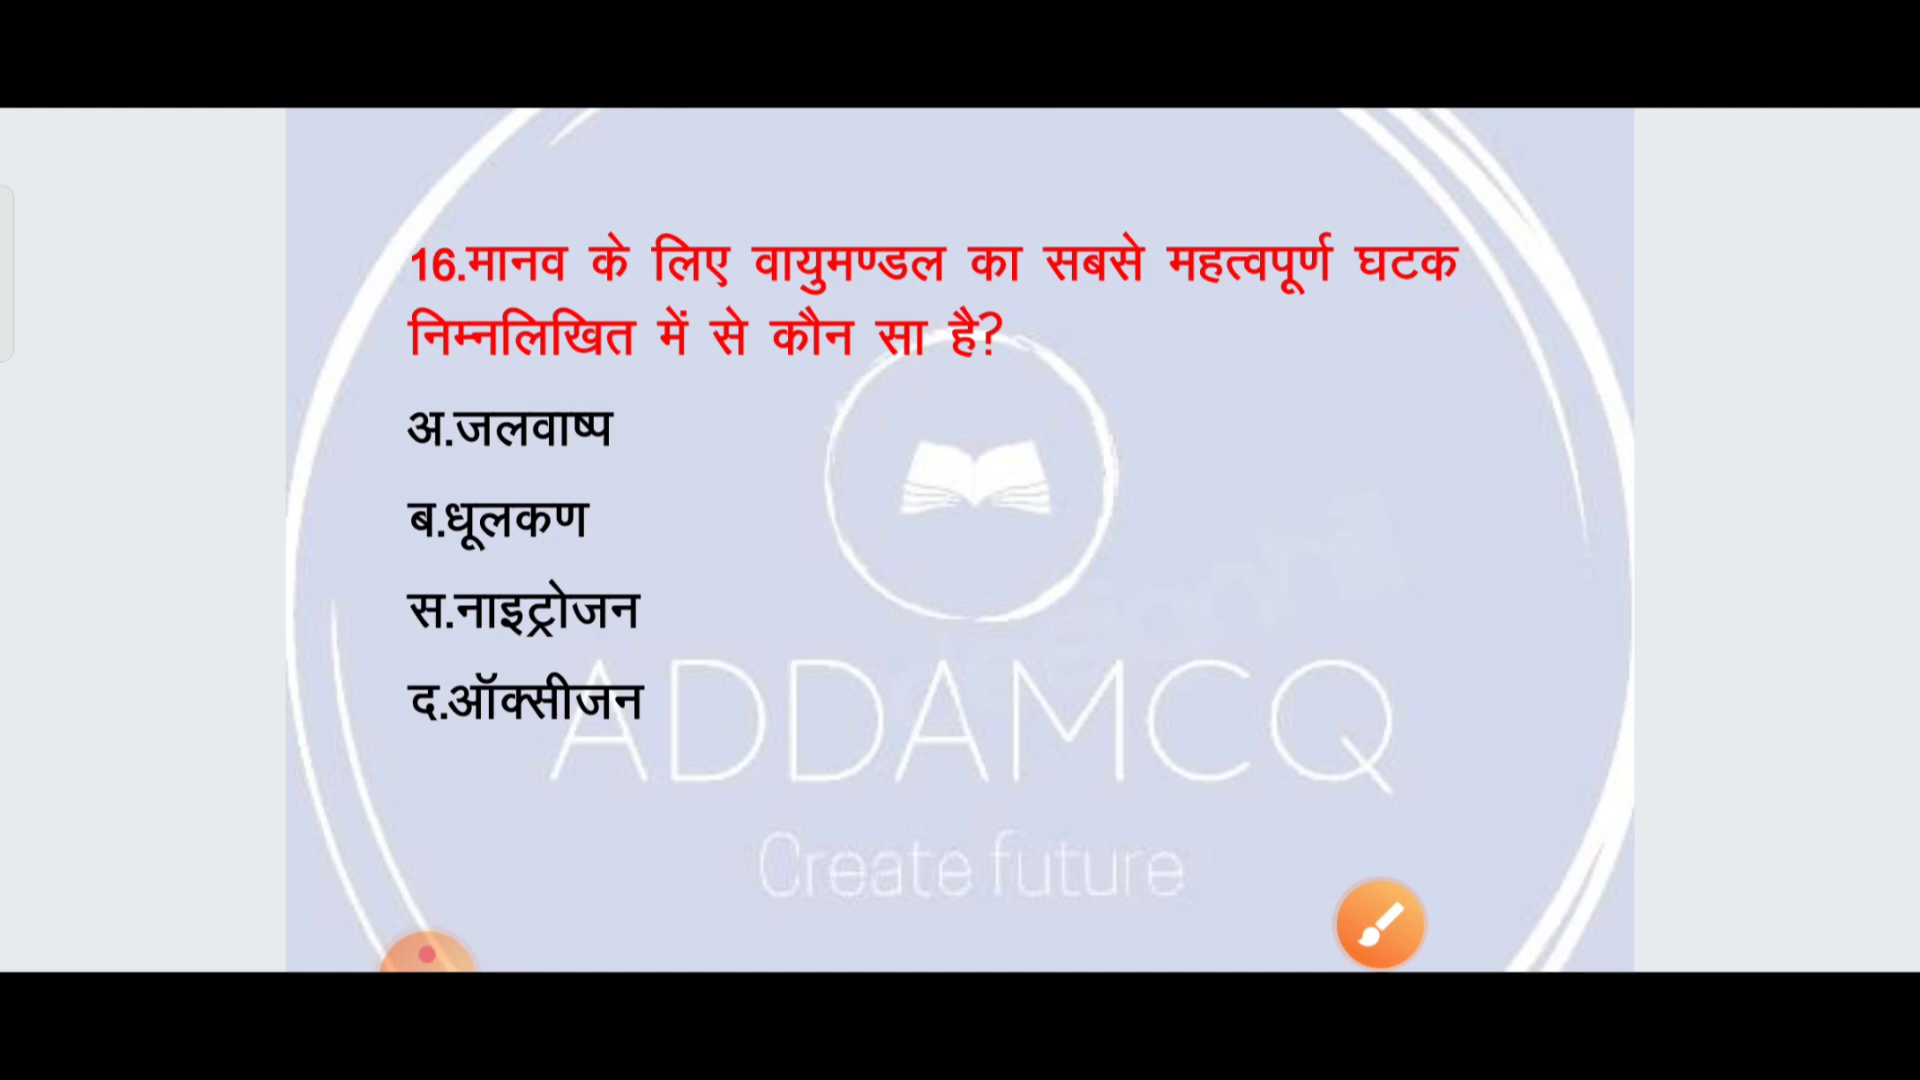 16.मानव के लिए वायुमण्डल का सबसे महत्वपूर्ण घटक
निम्नलिखित में से कौन सा है?
अ.जलवाष्प
ब.धूलकण
स.नाइट्रोजन
द.ऑक्सीजन
ADDAMCQ
Create future